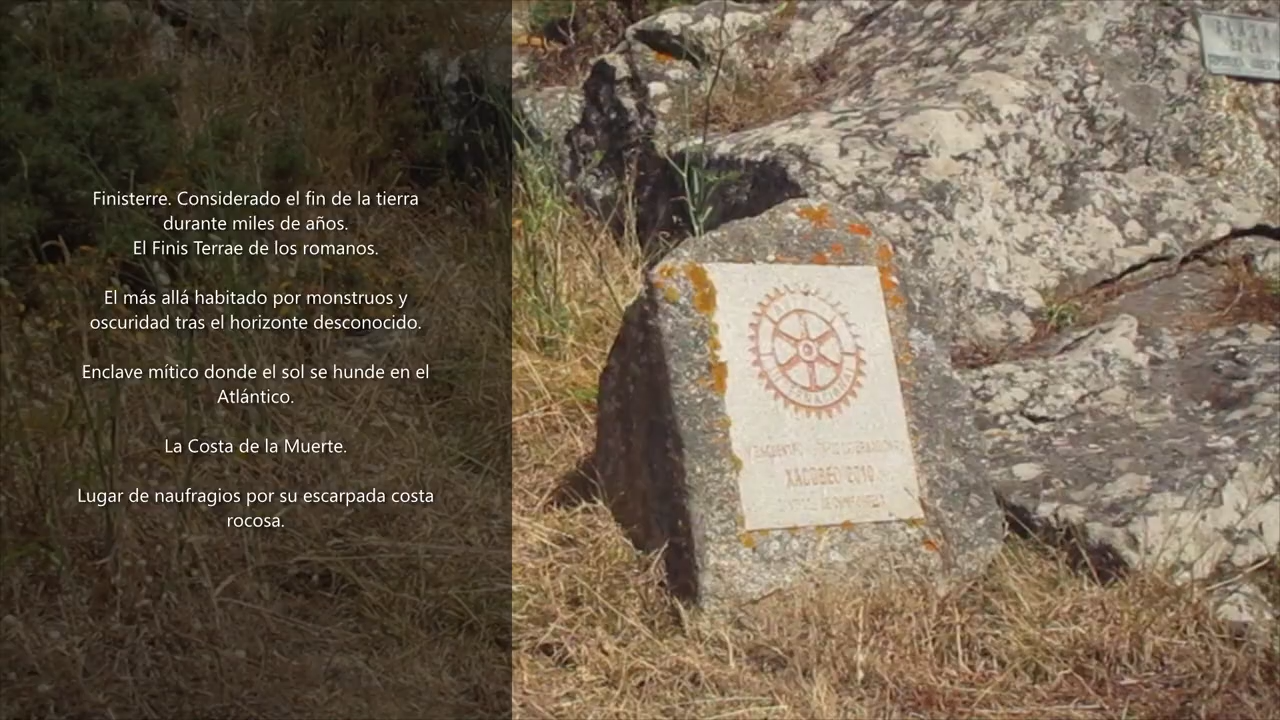 Finisterre. Considerado el fin de la tierra
durante miles de años.
El Finis Terrae de los romanos.
El más allá habitado por monstruos y
oscuridad tras el horizonte desconocido.
Enclave mítico donde el sol se hunde en el
Atlántico.
La Costa de la Muerte.
Lugar de naufragios por su escarpada costa
rocosa.
XACOBEO 2010